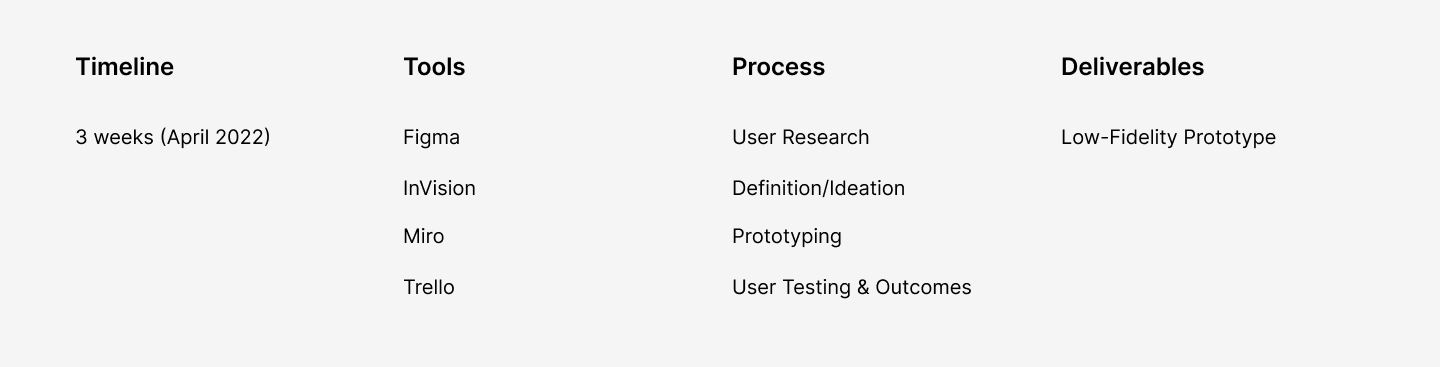 Timeline
3 weeks (April 2022)
Tools
Figma
InVision
Miro
Trello
Process
User Research
Definition/Ideation
Prototyping
User Testing & Outcomes
Deliverables
Low-Fidelity Prototype